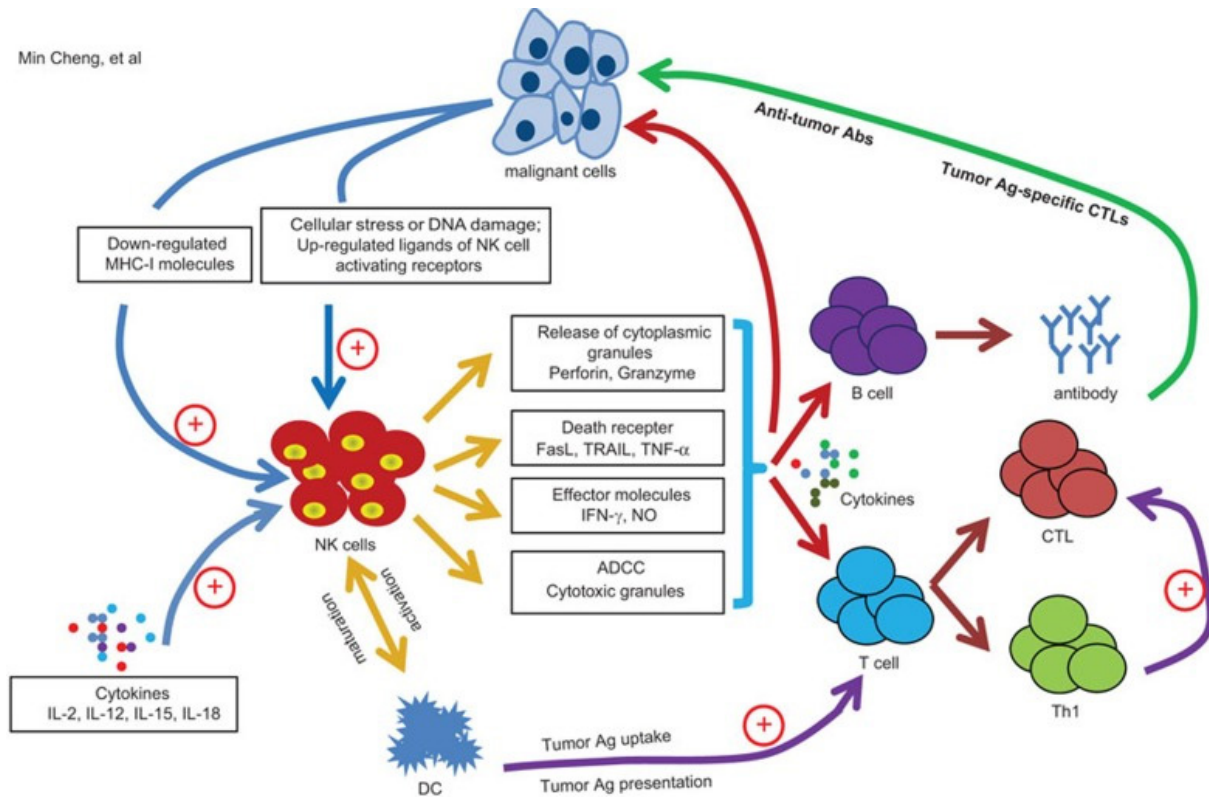 Min Cheng, et al
malignant cells
Anti-tumor Abs
Tumor Ag-specific CTLs
Down-regulated
MHC-I molecules
Cellular stress or DNA damage;
Up-regulated ligands of NK cell
activating receptors
+
+
+
NK cells
Cytokines
IL-2, IL-12, IL-15, IL-18
Release of cytoplasmic
granules
Perforin, Granzyme
Death recepter
FasL, TRAIL, TNF-α
Effector molecules
IFN-γ, NO
ADCC
Cytotoxic granules
maturation
activation
DC
Tumor Ag uptake
Tumor Ag presentation
+
B cell
antibody
Cytokines
T cell
CTL
Th1
+